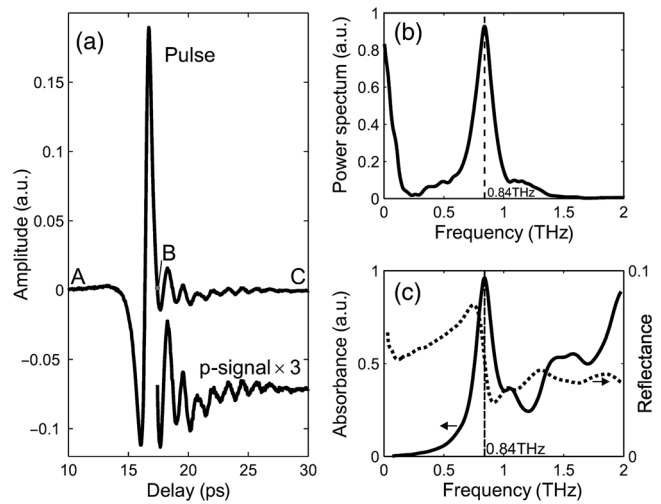 (a)
Pulse
Amplitude (a.u.)
0.15
0.1
0.05
0
-0.05
-0.1
A
B
C
p-signal × 3
10
15
20
25
30
Delay (ps)
(b)
Power spectum (a.u.)
1
0.8
0.6
0.4
0.2
0
0.84THz
0
0.5
1
1.5
2
Frequency (THz)
(c)
Absorbance (a.u.)
1
0.5
0
0.1
0.05
0
Reflectance
0.84THz
0
0.5
1
1.5
2
Frequency (THz)